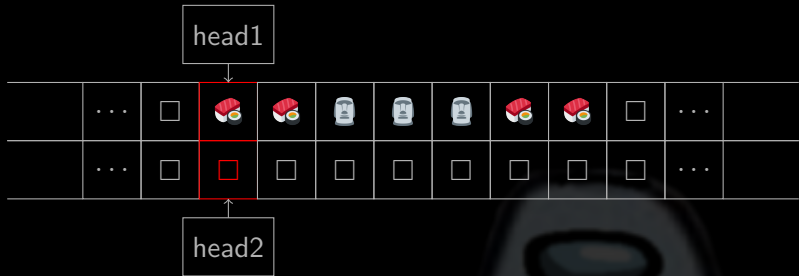 head1
··· □ 🍣 🍣 🗿 🗿 🗿 🍣 🍣 □ ···
··· □ □ □ □ □ □ □ □ □ ···
head2